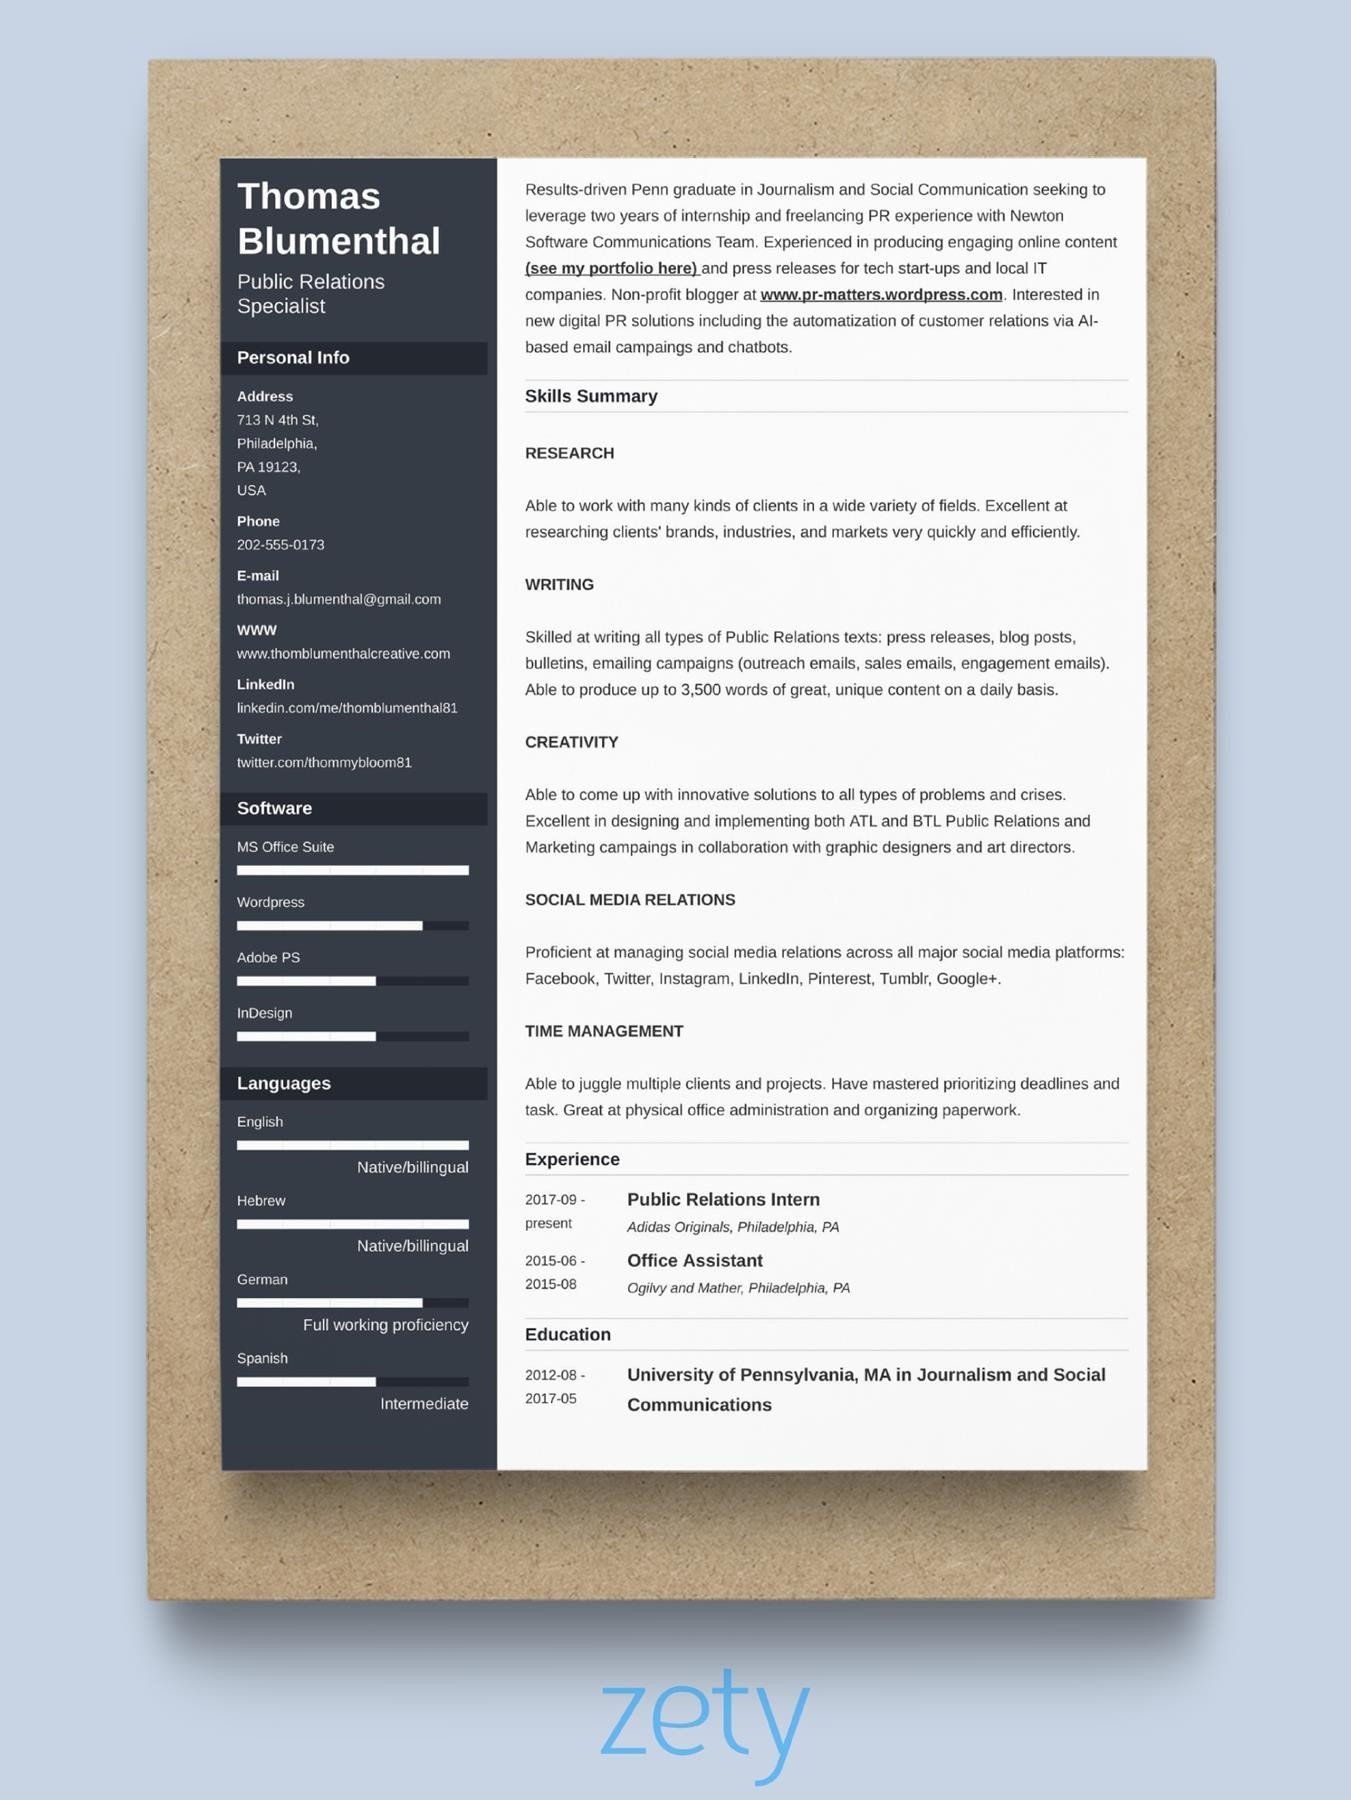 Thomas
Blumenthal
Public Relations
Specialist
Personal Info
Address
713 N 4th St,
Philadelphia,
PA 19123,
USA
Phone
202-555-0173
E-mail
thomas.j.blumenthal@gmail.com
WWW
www.thomblumenthalcreative.com
LinkedIn
linkedin.com/me/thomblumenthal81
Twitter
twitter.com/thommybloom81
Software
MS Office Suite
Wordpress
Adobe PS
InDesign
Languages
English
Native/billingual
Hebrew
Native/billingual
German
Full working proficiency
Spanish
Intermediate
Results-driven Penn graduate in Journalism and Social Communication seeking to
leverage two years of internship and freelancing PR experience with Newton
Software Communications Team. Experienced in producing engaging online content
(see my portfolio here) and press releases for tech start-ups and local IT
companies. Non-profit blogger at www.pr-matters.wordpress.com. Interested in
new digital PR solutions including the automatization of customer relations via AI-
based email campaings and chatbots.
Skills Summary
RESEARCH
Able to work with many kinds of clients in a wide variety of fields. Excellent at
researching clients' brands, industries, and markets very quickly and efficiently.
WRITING
Skilled at writing all types of Public Relations texts: press releases, blog posts,
bulletins, emailing campaigns (outreach emails, sales emails, engagement emails).
Able to produce up to 3,500 words of great, unique content on a daily basis.
CREATIVITY
Able to come up with innovative solutions to all types of problems and crises.
Excellent in designing and implementing both ATL and BTL Public Relations and
Marketing campaings in collaboration with graphic designers and art directors.
SOCIAL MEDIA RELATIONS
Proficient at managing social media relations across all major social media platforms:
Facebook, Twitter, Instagram, LinkedIn, Pinterest, Tumblr, Google+.
TIME MANAGEMENT
Able to juggle multiple clients and projects. Have mastered prioritizing deadlines and
task. Great at physical office administration and organizing paperwork.
Experience
2017-09 -
present
Public Relations Intern
Adidas Originals, Philadelphia, PA
2015-06 -
2015-08
Office Assistant
Ogilvy and Mather, Philadelphia, PA
Education
2012-08 -
2017-05
University of Pennsylvania, MA in Journalism and Social
Communications
zety